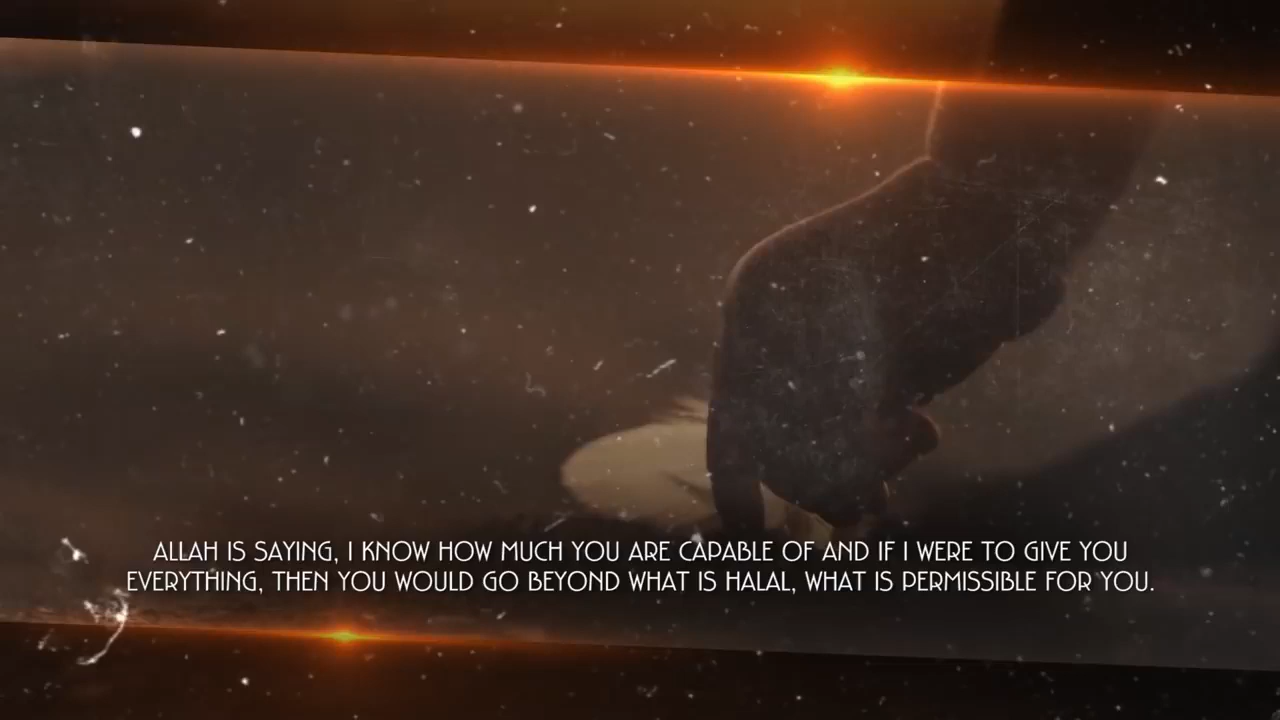 ALLAH IS SAYING, I KNOW HOW MUCH YOU ARE CAPABLE OF AND IF I WERE TO GIVE YOU
EVERYTHING, THEN YOU WOULD GO BEYOND WHAT IS HALAL, WHAT IS PERMISSIBLE FOR YOU.